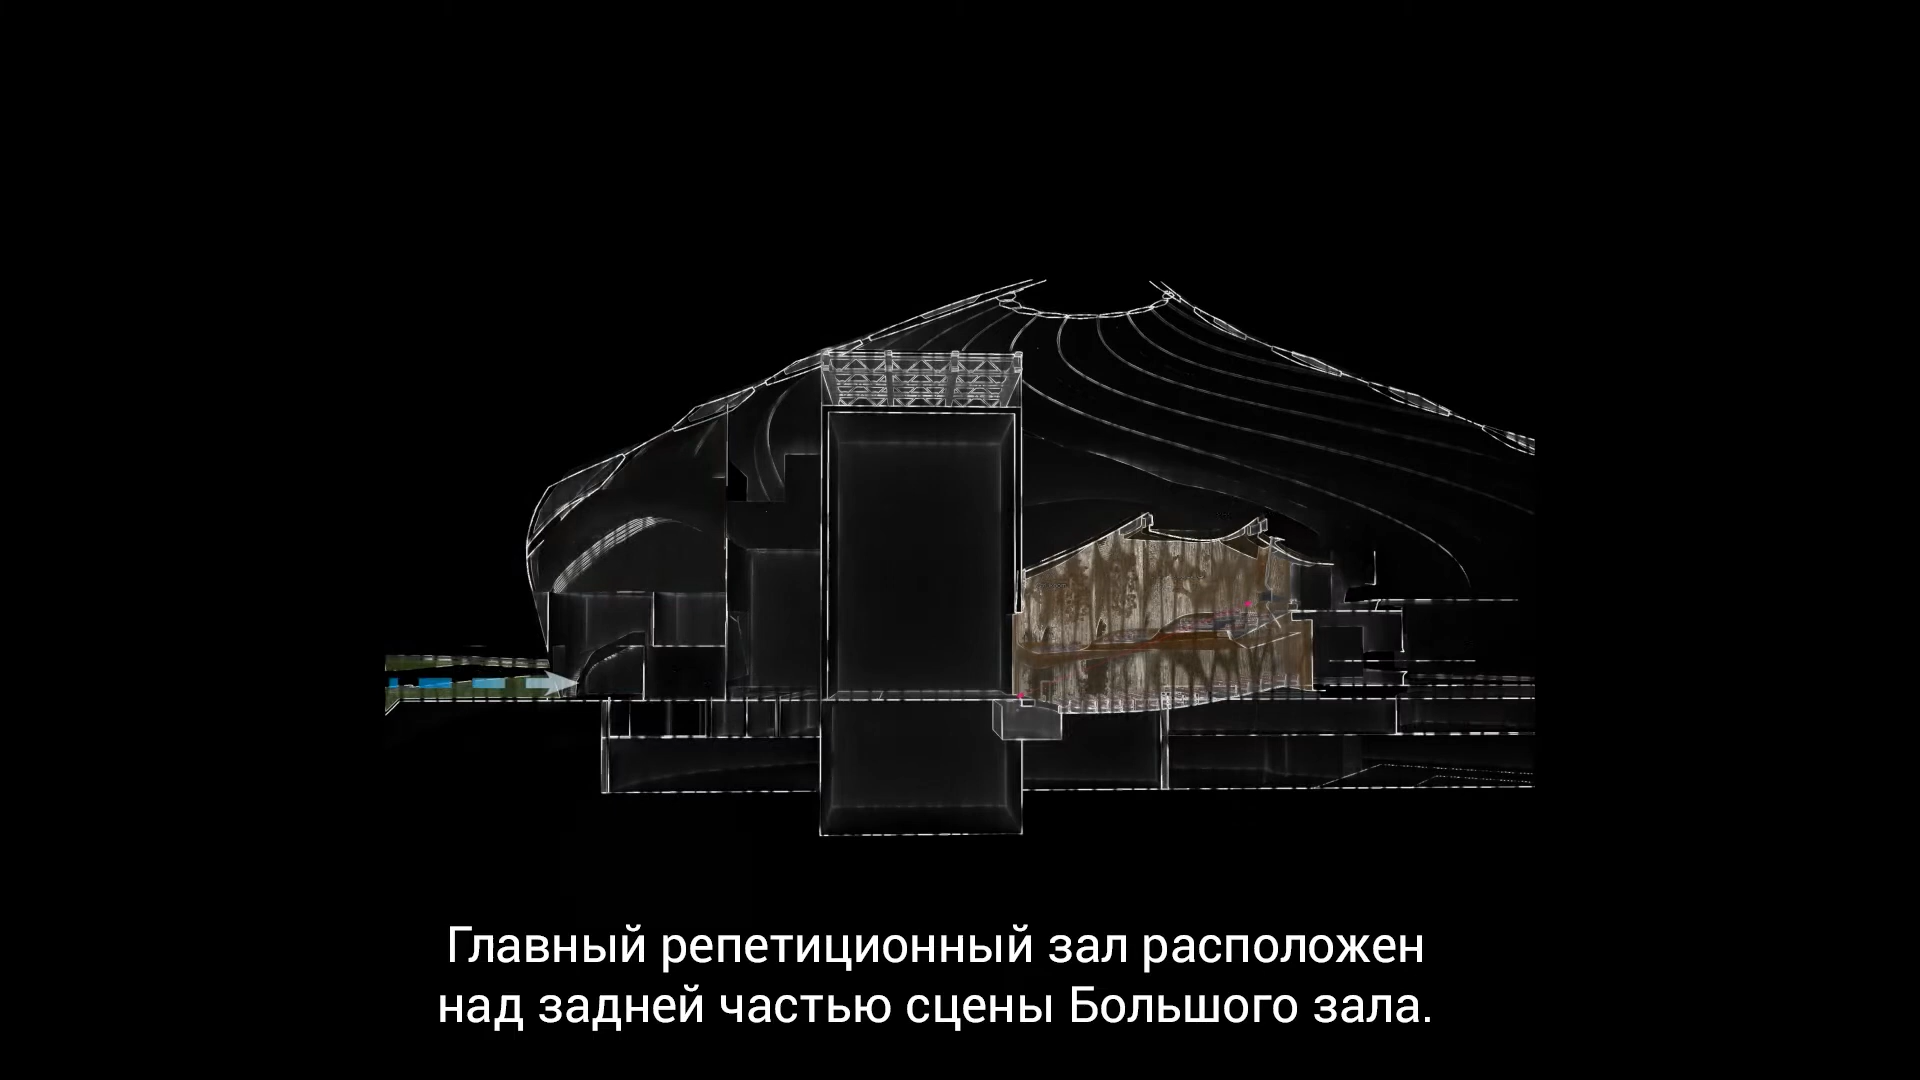 Главный репетиционный зал расположен
над задней частью сцены Большого зала.